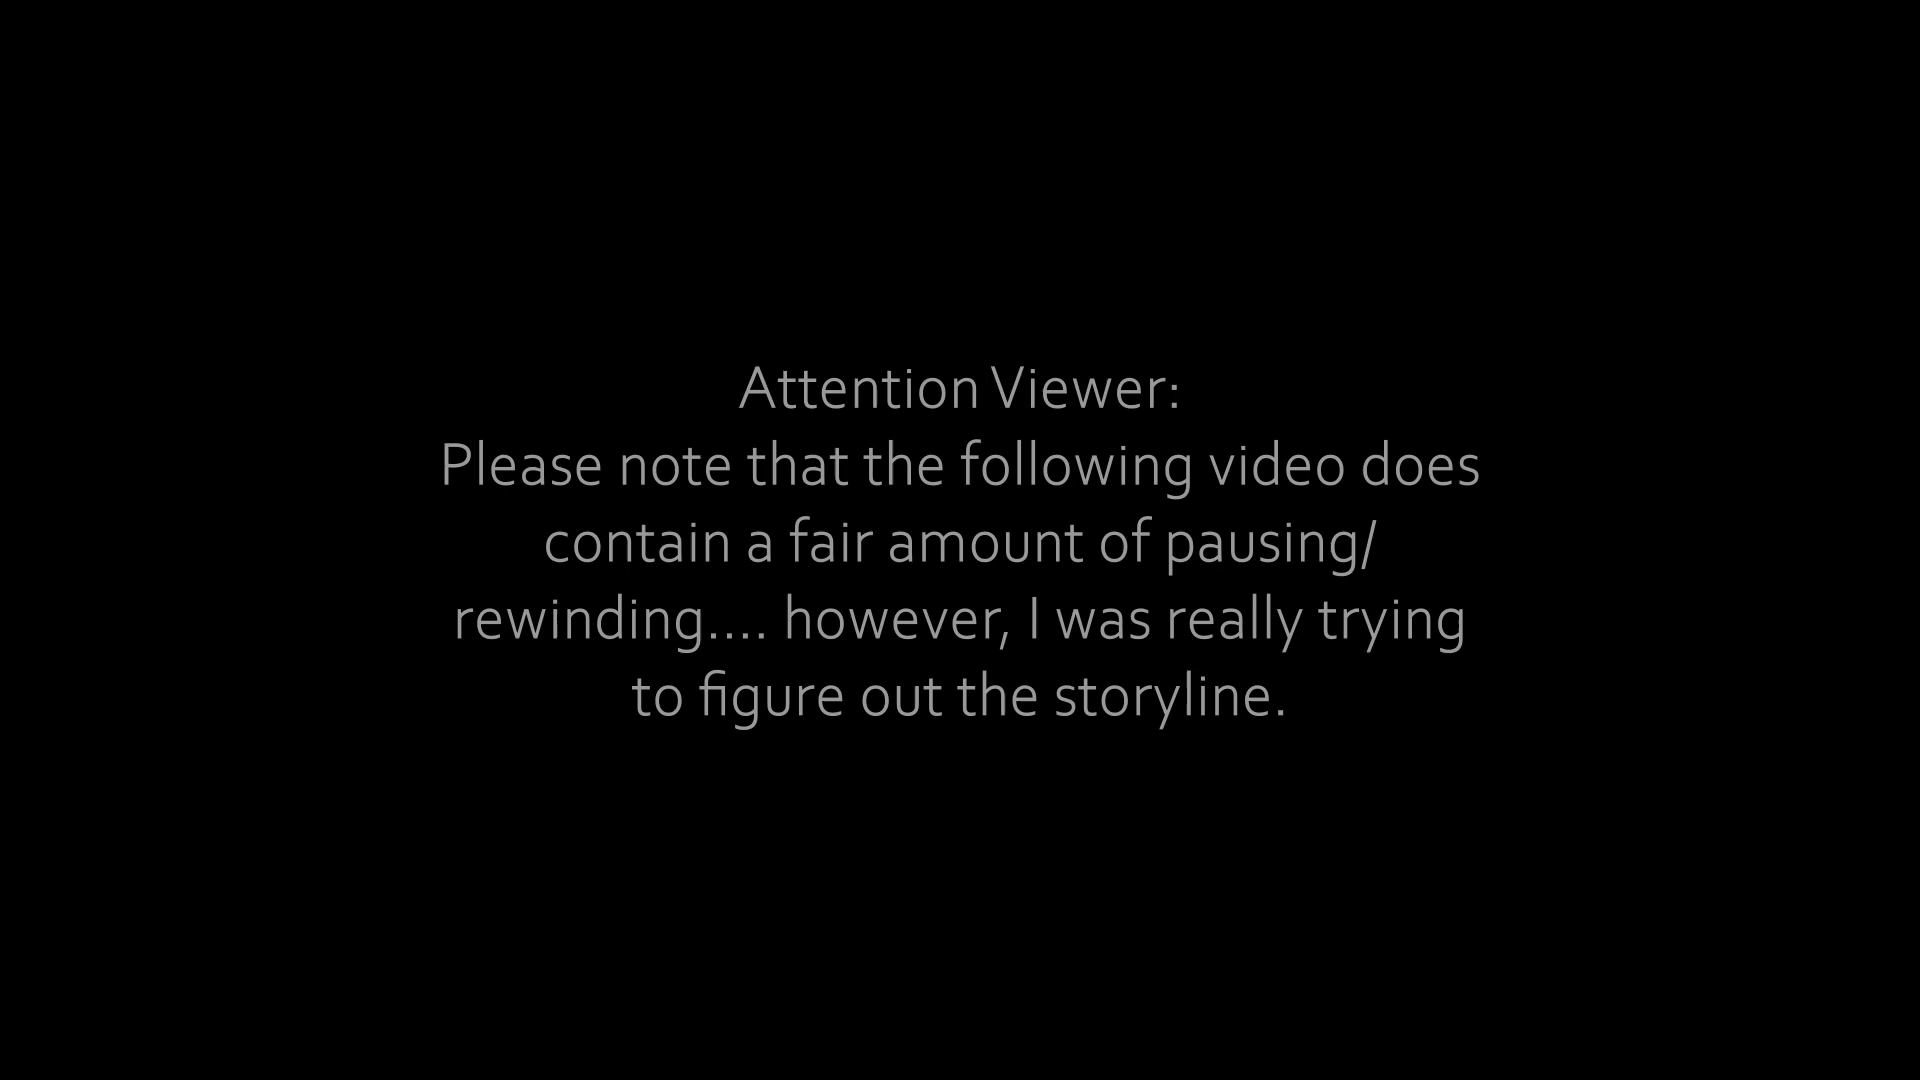 Attention Viewer:
Please note that the following video does
contain a fair amount of pausing/
rewinding.... however, I was really trying
to figure out the storyline.